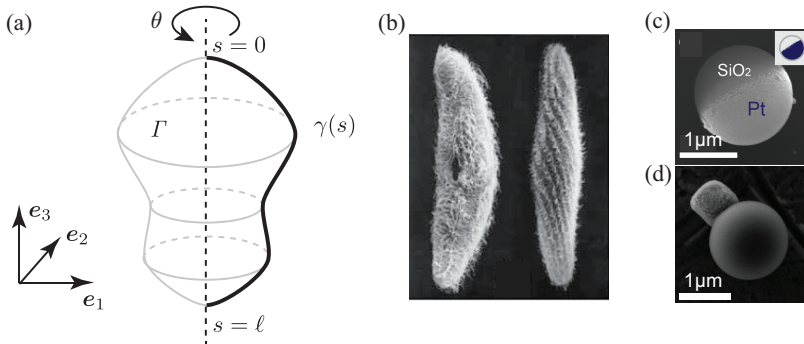 (a)
θ
s = 0
Γ
γ(s)
e₃
e₂
e₁
s = ℓ
(b)
(c)
SiO₂
Pt
1μm
(d)
1μm